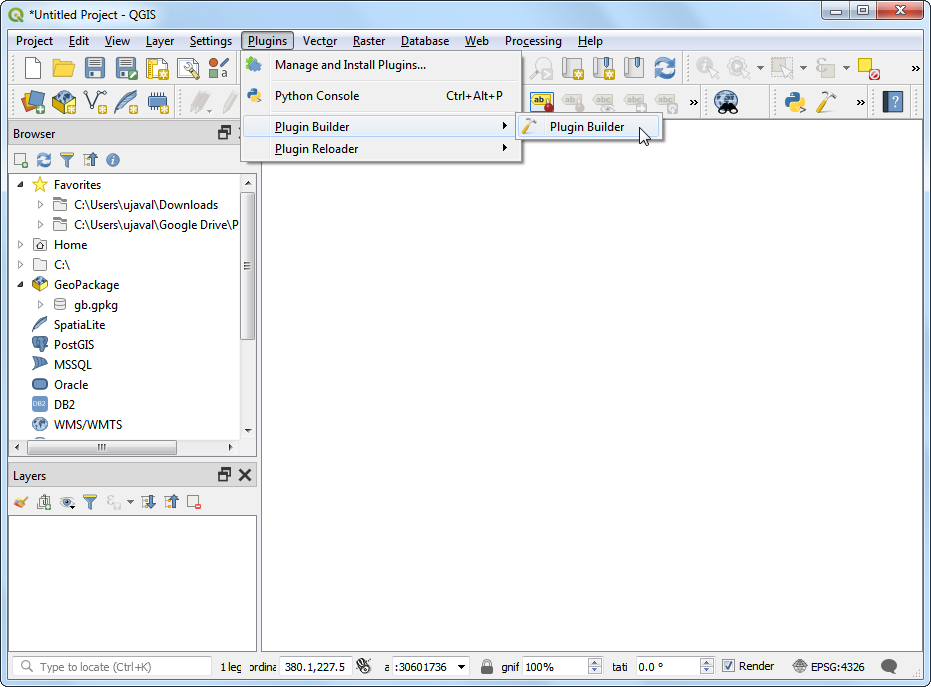 *Untitled Project - QGIS
Project Edit View Layer Settings Plugins Vector Raster Database Web Processing Help
Manage and Install Plugins...
Python Console Ctrl+Alt+P
Plugin Builder
Plugin Builder
Plugin Reloader
ab
abc
»
»
»
?
Browser
Favorites
C:\Users\ujaval\Downloads
C:\Users\ujaval\Google Drive\P
Home
C:\
GeoPackage
gb.gpkg
SpatiaLite
PostGIS
MSSQL
Oracle
DB2 DB2
WMS/WMTS
Layers
Type to locate (Ctrl+K) 1 leg ordina 380.1,227.5 a :30601736 gnif 100% tati 0.0 ° Render EPSG:4326